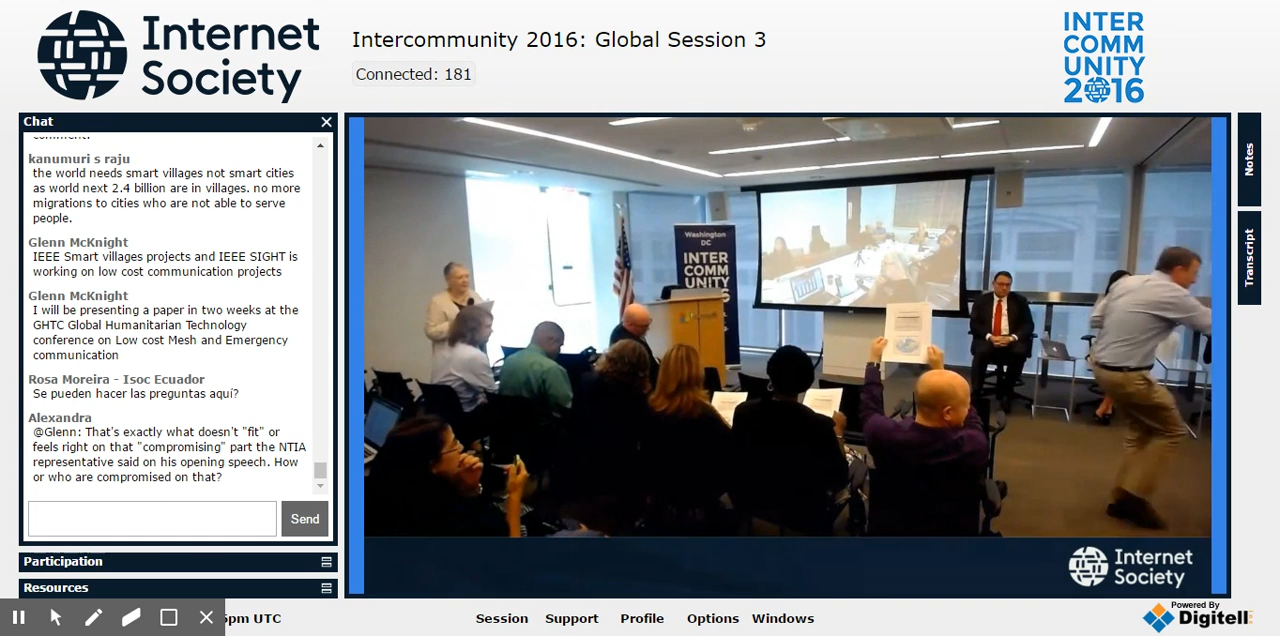 Internet
Society
Intercommunity 2016: Global Session 3
Connected: 181
INTER
COMM
UNITY
2016
Chat
comment.
kanumuri s raju
the world needs smart villages not smart cities
as world next 2.4 billion are in villages. no more
migrations to cities who are not able to serve
people.
Glenn McKnight
IEEE Smart villages projects and IEEE SIGHT is
working on low cost communication projects
Glenn McKnight
I will be presenting a paper in two weeks at the
GHTC Global Humanitarian Technology
conference on Low cost Mesh and Emergency
communication
Rosa Moreira - Isoc Ecuador
Se pueden hacer las preguntas aquí?
Alexandra
@Glenn: That's exactly what doesn't "fit" or
feels right on that "compromising" part the NTIA
representative said on his opening speech. How
or who are compromised on that?
Send
Participation
Resources
Washington
DC
INTER
COMM
UNITY
Microsoft
Internet
Society
Notes
Transcript
5pm UTC
Session
Support
Profile
Options
Windows
Powered By
Digitell